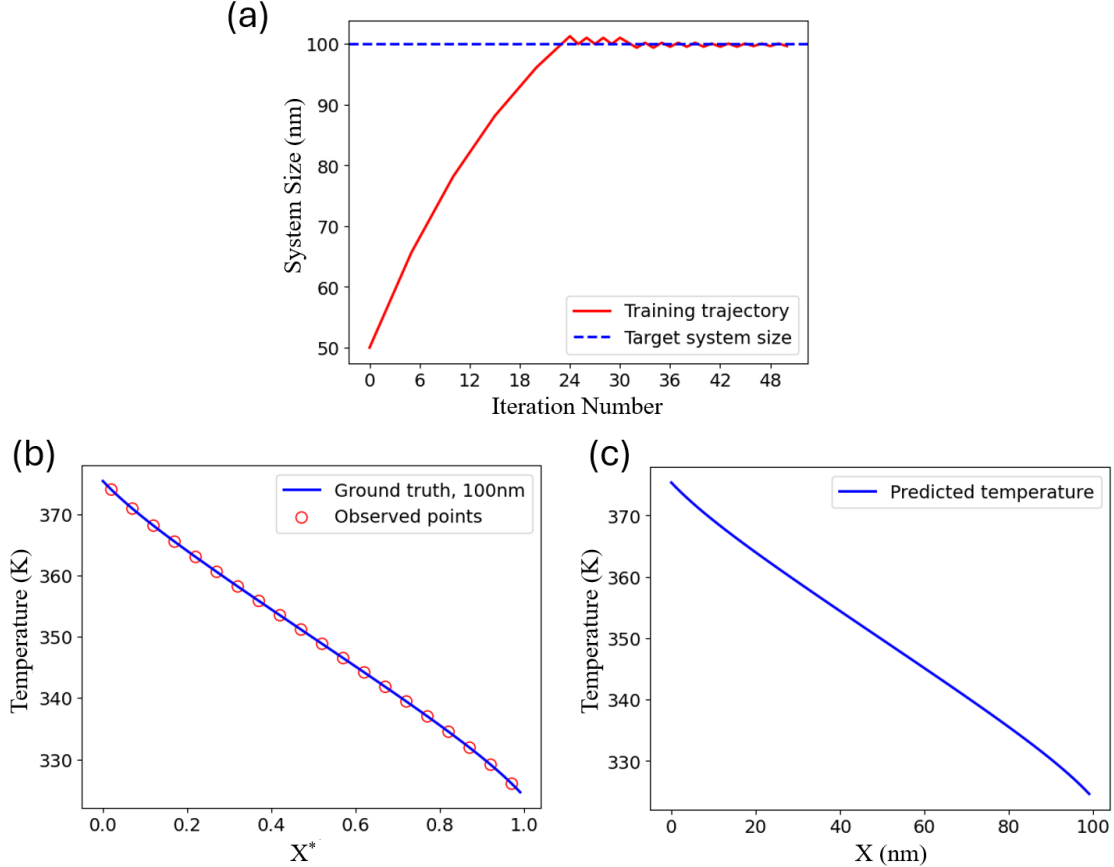 (a)
System Size (nm)
100
90
80
70
60
50
Training trajectory
Target system size
0 6 12 18 24 30 36 42 48
Iteration Number
(b)
Temperature (K)
370
360
350
340
330
Ground truth, 100nm
Observed points
0.0 0.2 0.4 0.6 0.8 1.0
X*
(c)
Temperature (K)
370
360
350
340
330
Predicted temperature
0 20 40 60 80 100
X (nm)